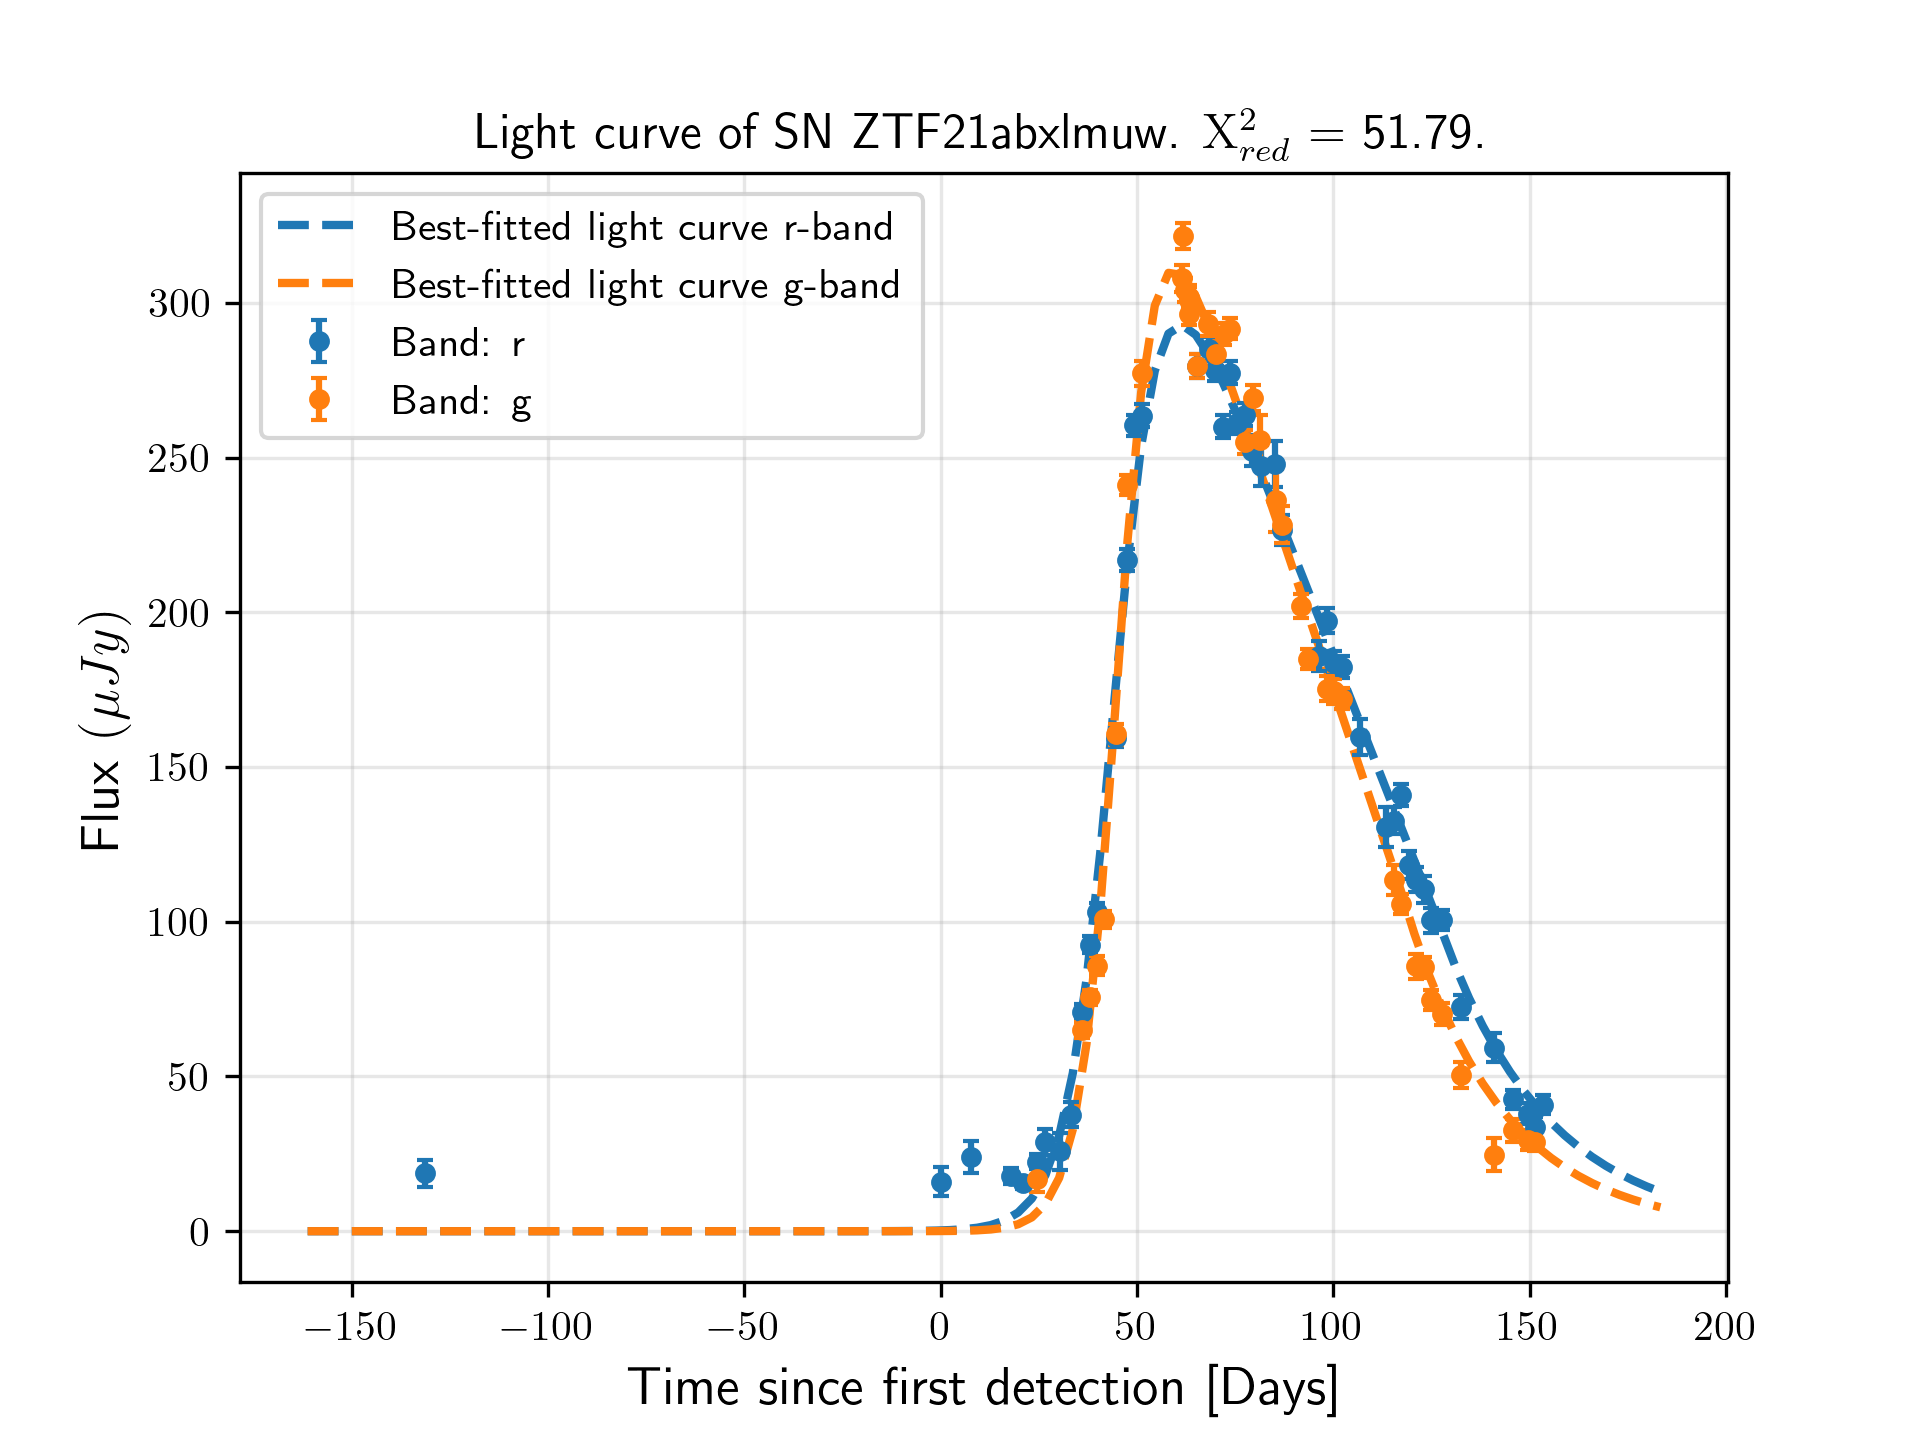 Light curve of SN ZTF21abxlmuw. X²_red = 51.79.
Best-fitted light curve r-band
Best-fitted light curve g-band
Band: r
Band: g
Flux (μJy)
300
250
200
150
100
50
0
−150 −100 −50 0 50 100 150 200
Time since first detection [Days]